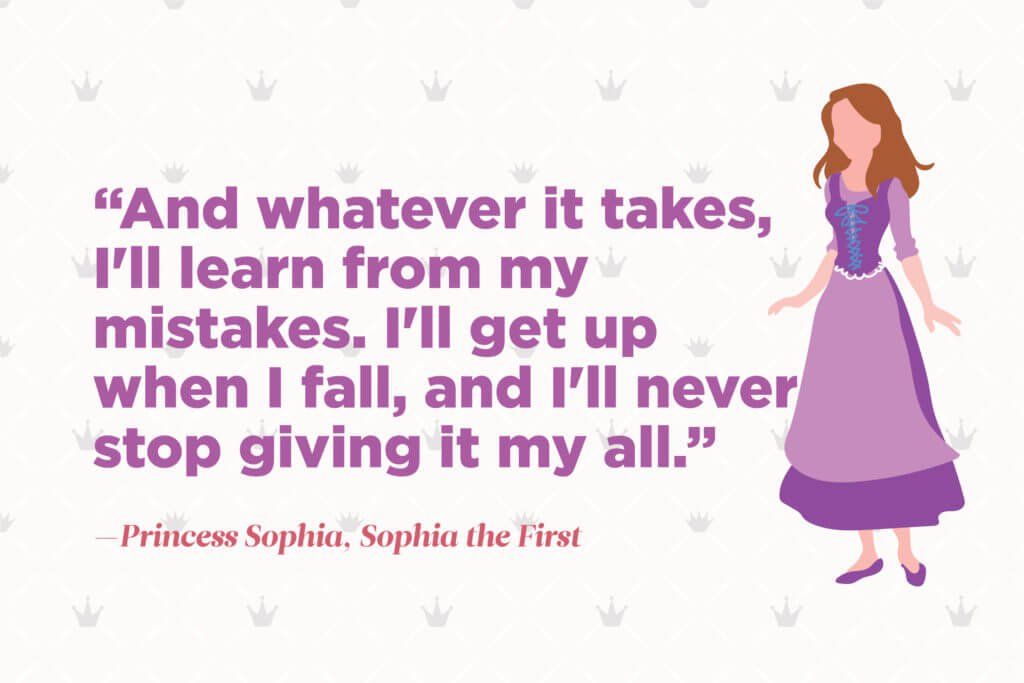 “And whatever it takes,
I'll learn from my
mistakes. I'll get up
when I fall, and I'll never
stop giving it my all.”
—Princess Sophia, Sophia the First